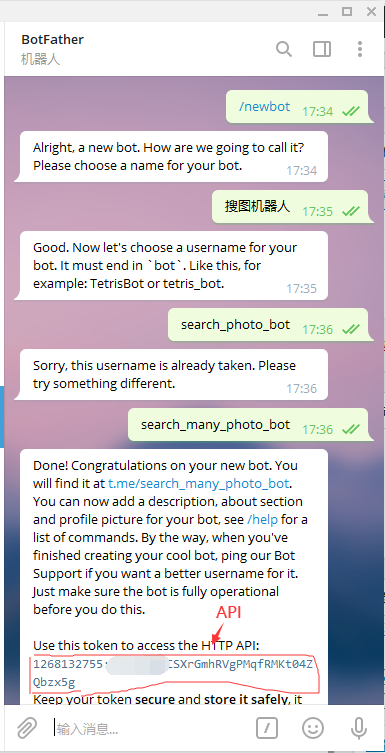 BotFather
机器人
/newbot
17:34
Alright, a new bot. How are we going to call it?
Please choose a name for your bot.
17:34
搜图机器人
17:35
Good. Now let's choose a username for your
bot. It must end in `bot`. Like this, for
example: TetrisBot or tetris_bot.
17:35
search_photo_bot
17:36
Sorry, this username is already taken. Please
try something different.
17:36
search_many_photo_bot
17:36
Done! Congratulations on your new bot. You
will find it at t.me/search_many_photo_bot.
You can now add a description, about section
and profile picture for your bot, see /help for a
list of commands. By the way, when you've
finished creating your cool bot, ping our Bot
Support if you want a better username for it.
Just make sure the bot is fully operational
before you do this.
API
Use this token to access the HTTP API:
1268132755: CSXrGmhRVgPMqfRMKt04Z
Qbzx5g
Keep your token secure and store it safely, it
输入消息....